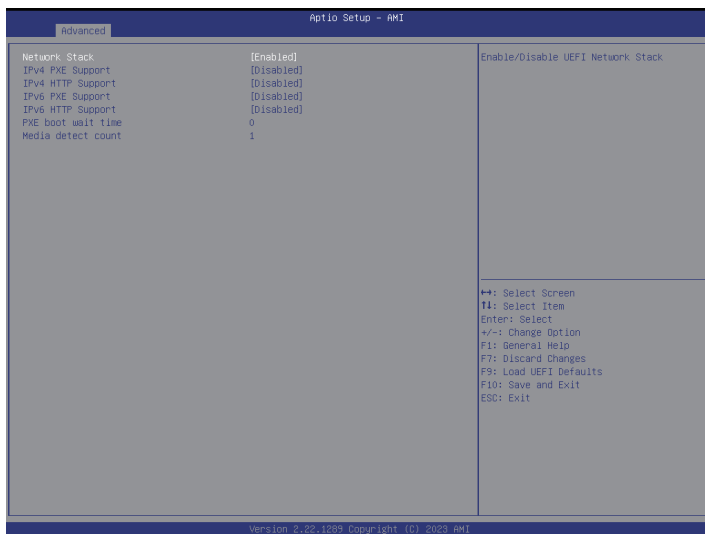 Aptio Setup - AMI
Advanced
Network Stack [Enabled]
IPv4 PXE Support [Disabled]
IPv4 HTTP Support [Disabled]
IPv6 PXE Support [Disabled]
IPv6 HTTP Support [Disabled]
PXE boot wait time 0
Media detect count 1
Enable/Disable UEFI Network Stack
↔: Select Screen
↑↓: Select Item
Enter: Select
+/-: Change Option
F1: General Help
F7: Discard Changes
F9: Load UEFI Defaults
F10: Save and Exit
ESC: Exit
Version 2.22.1289 Copyright (C) 2023 AMI